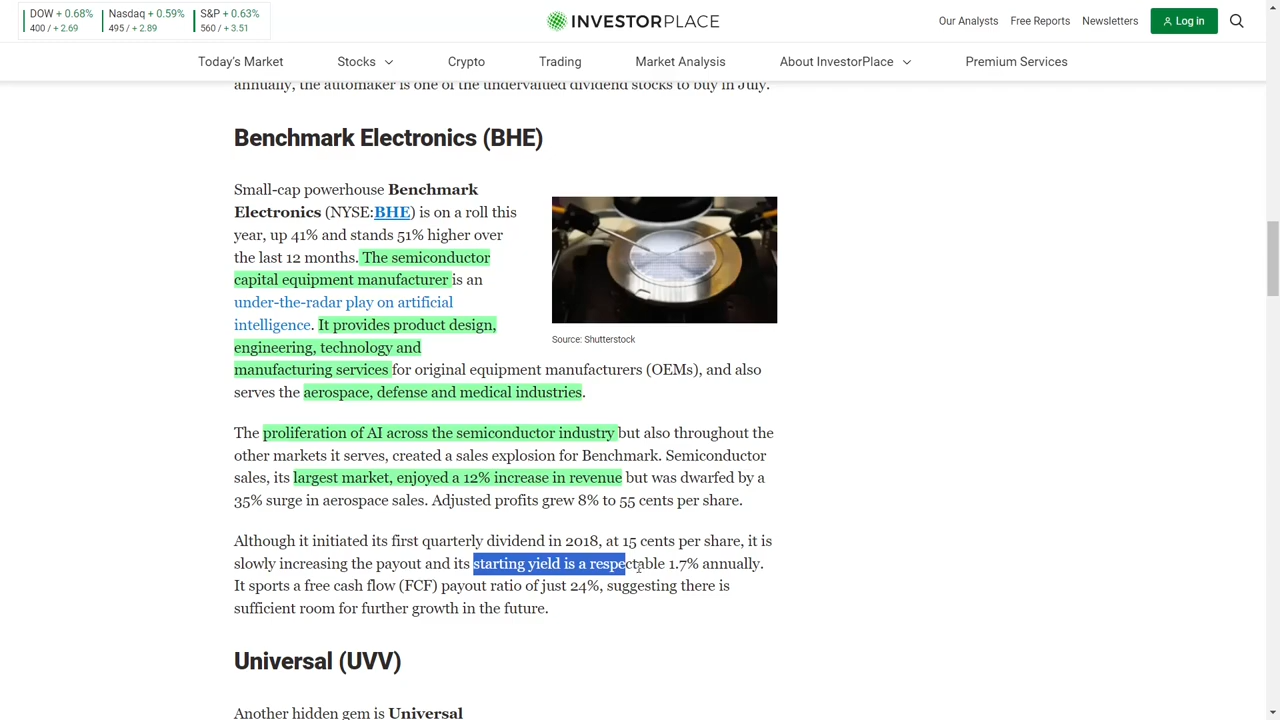 DOW + 0.68%
400 / + 2.69
Nasdaq + 0.59%
495 / + 2.89
S&P + 0.63%
560 / + 3.51
INVESTORPLACE
Our Analysts
Free Reports
Newsletters
Log in
Today's Market
Stocks
Crypto
Trading
Market Analysis
About InvestorPlace
Premium Services
annually, the automaker is one of the undervalued dividend stocks to buy in July.
Benchmark Electronics (BHE)
Small-cap powerhouse Benchmark
Electronics (NYSE:BHE) is on a roll this
year, up 41% and stands 51% higher over
the last 12 months. The semiconductor
capital equipment manufacturer is an
under-the-radar play on artificial
intelligence. It provides product design,
engineering, technology and
manufacturing services for original equipment manufacturers (OEMs), and also
serves the aerospace, defense and medical industries.
Source: Shutterstock
The proliferation of AI across the semiconductor industry but also throughout the
other markets it serves, created a sales explosion for Benchmark. Semiconductor
sales, its largest market, enjoyed a 12% increase in revenue but was dwarfed by a
35% surge in aerospace sales. Adjusted profits grew 8% to 55 cents per share.
Although it initiated its first quarterly dividend in 2018, at 15 cents per share, it is
slowly increasing the payout and its starting yield is a respectable 1.7% annually.
It sports a free cash flow (FCF) payout ratio of just 24%, suggesting there is
sufficient room for further growth in the future.
Universal (UVV)
Another hidden gem is Universal